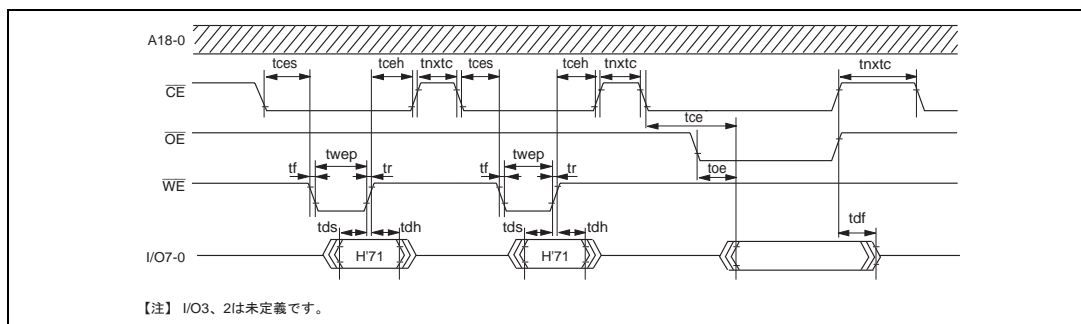 A18-0
tces
tceh
tnxtc
tces
tceh
tnxtc
tnxtc
CE
tce
OE
twep
twep
toe
tf
tr
tf
tr
WE
tds
tdh
tds
tdh
tdf
I/O7-0
H'71
H'71
【注】 I/O3、2は未定義です。